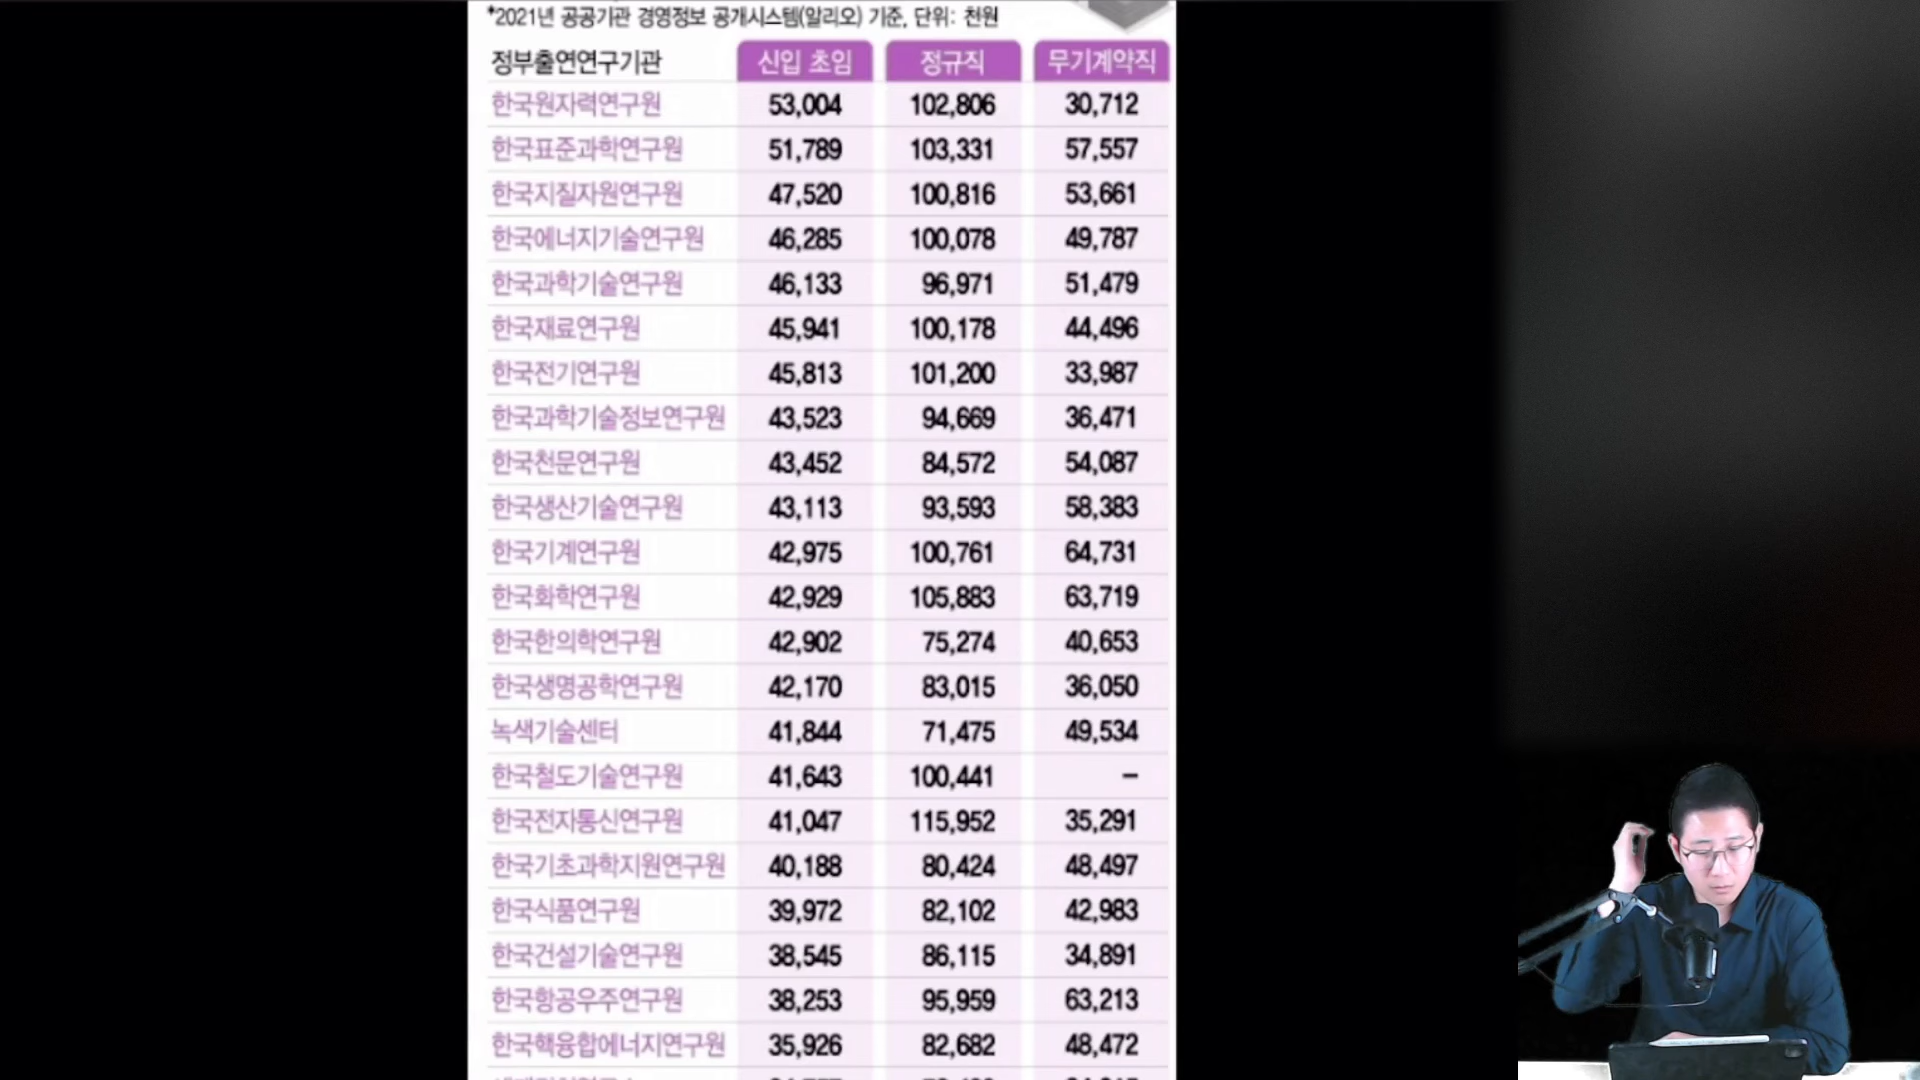 *2021년 공공기관 경영정보 공개시스템(알리오) 기준, 단위: 천원
정부출연연구기관 신입 초임 정규직 무기계약직
한국원자력연구원 53,004 102,806 30,712
한국표준과학연구원 51,789 103,331 57,557
한국지질자원연구원 47,520 100,816 53,661
한국에너지기술연구원 46,285 100,078 49,787
한국과학기술연구원 46,133 96,971 51,479
한국재료연구원 45,941 100,178 44,496
한국전기연구원 45,813 101,200 33,987
한국과학기술정보연구원 43,523 94,669 36,471
한국천문연구원 43,452 84,572 54,087
한국생산기술연구원 43,113 93,593 58,383
한국기계연구원 42,975 100,761 64,731
한국화학연구원 42,929 105,883 63,719
한국한의학연구원 42,902 75,274 40,653
한국생명공학연구원 42,170 83,015 36,050
녹색기술센터 41,844 71,475 49,534
한국철도기술연구원 41,643 100,441 –
한국전자통신연구원 41,047 115,952 35,291
한국기초과학지원연구원 40,188 80,424 48,497
한국식품연구원 39,972 82,102 42,983
한국건설기술연구원 38,545 86,115 34,891
한국항공우주연구원 38,253 95,959 63,213
한국핵융합에너지연구원 35,926 82,682 48,472